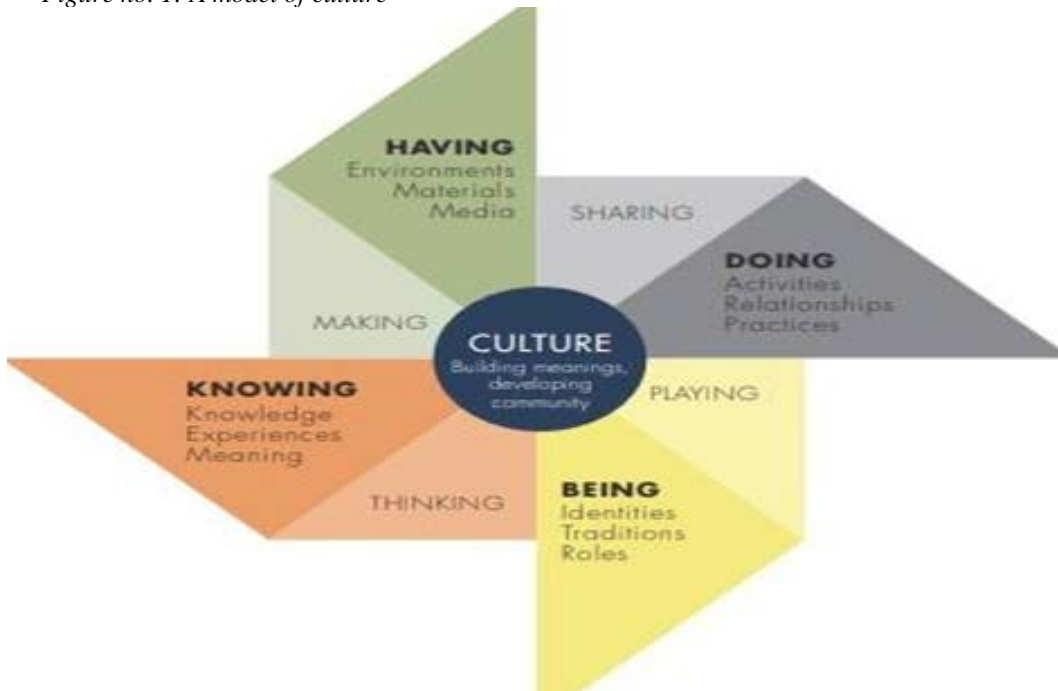 Figure no. 1. A model of culture
HAVING
Environments
Materials
Media
SHARING
DOING
Activities
Relationships
Practices
MAKING
CULTURE
Building meanings,
developing
community
PLAYING
KNOWING
Knowledge
Experiences
Meaning
THINKING
BEING
Identities
Traditions
Roles